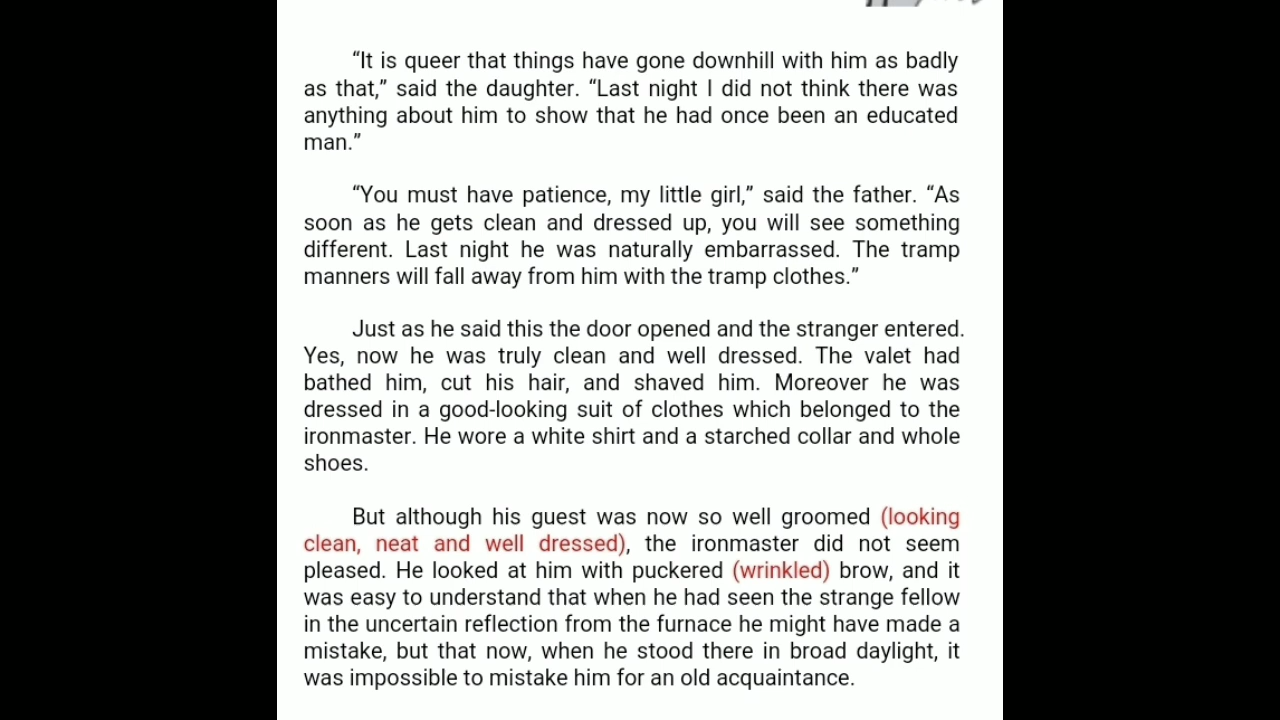 “It is queer that things have gone downhill with him as badly
as that,” said the daughter. “Last night I did not think there was
anything about him to show that he had once been an educated
man.”
“You must have patience, my little girl,” said the father. “As
soon as he gets clean and dressed up, you will see something
different. Last night he was naturally embarrassed. The tramp
manners will fall away from him with the tramp clothes.”
Just as he said this the door opened and the stranger entered.
Yes, now he was truly clean and well dressed. The valet had
bathed him, cut his hair, and shaved him. Moreover he was
dressed in a good-looking suit of clothes which belonged to the
ironmaster. He wore a white shirt and a starched collar and whole
shoes.
But although his guest was now so well groomed (looking
clean, neat and well dressed), the ironmaster did not seem
pleased. He looked at him with puckered (wrinkled) brow, and it
was easy to understand that when he had seen the strange fellow
in the uncertain reflection from the furnace he might have made a
mistake, but that now, when he stood there in broad daylight, it
was impossible to mistake him for an old acquaintance.